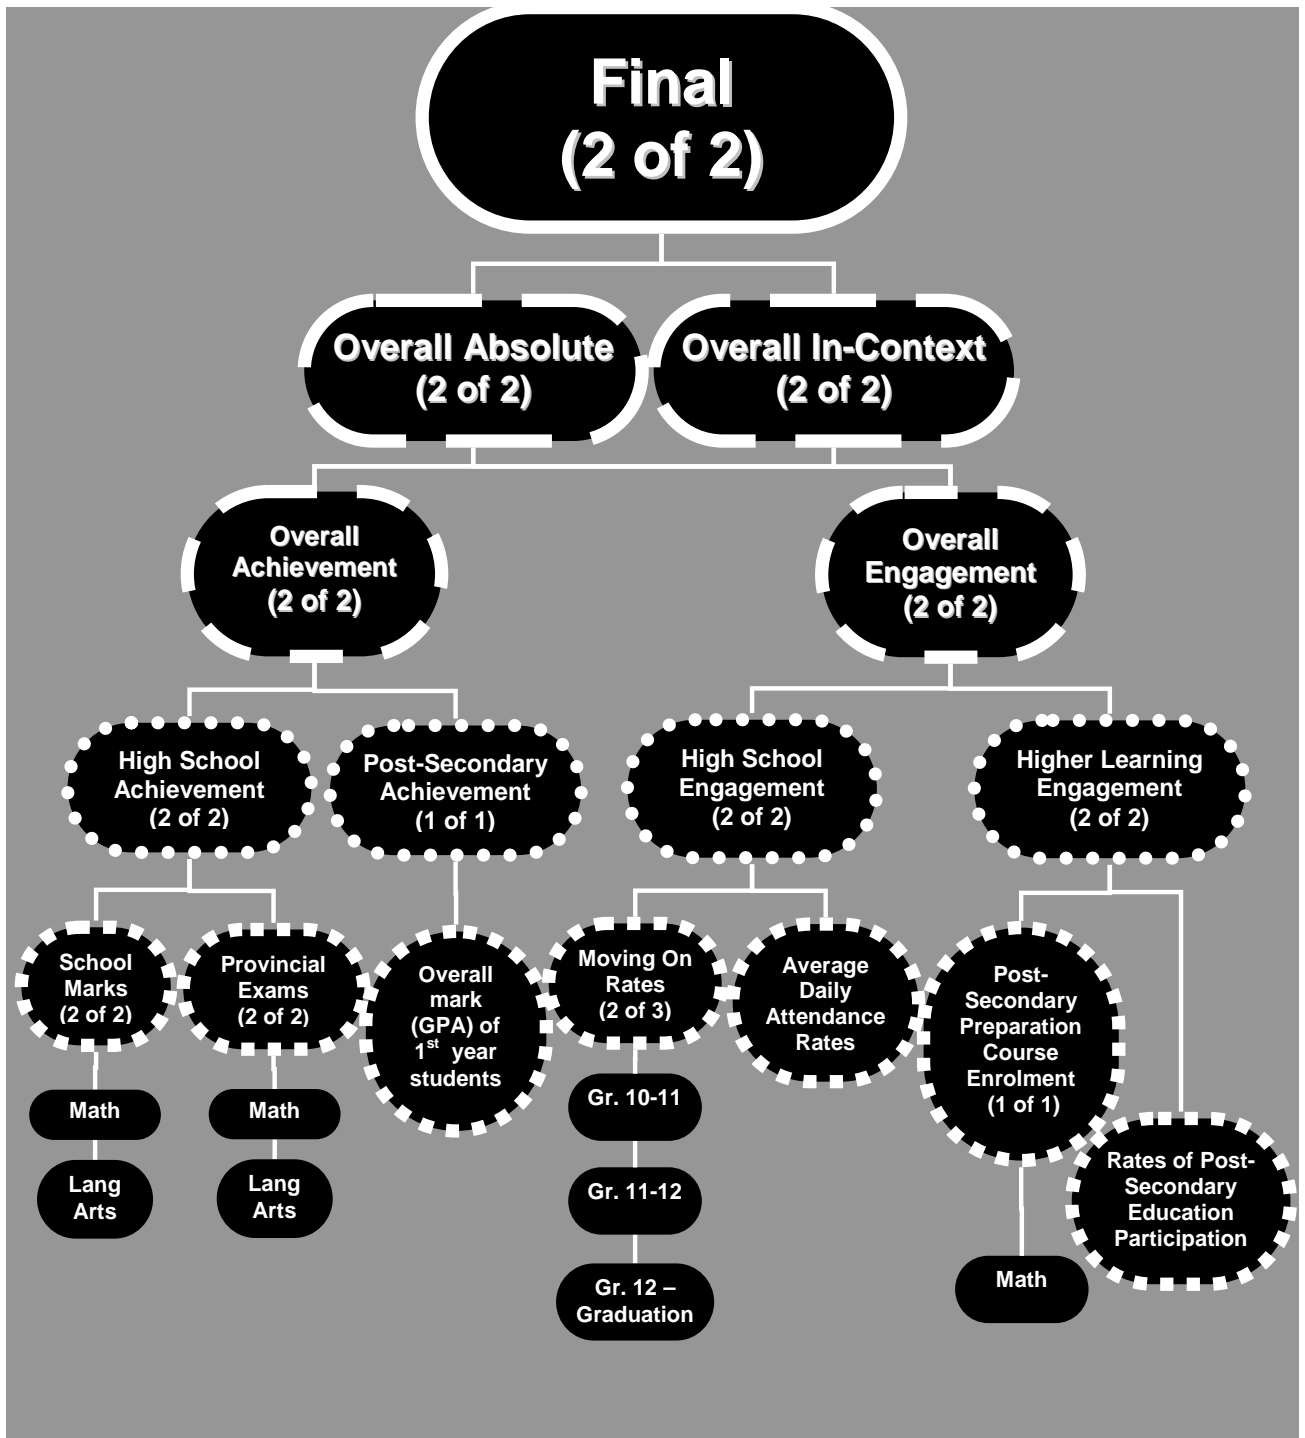 Final
(2 of 2)
Overall Absolute
(2 of 2)
Overall In-Context
(2 of 2)
Overall
Achievement
(2 of 2)
Overall
Engagement
(2 of 2)
High School
Achievement
(2 of 2)
Post-Secondary
Achievement
(1 of 1)
High School
Engagement
(2 of 2)
Higher Learning
Engagement
(2 of 2)
School
Marks
(2 of 2)
Provincial
Exams
(2 of 2)
Overall
mark
(GPA) of
1st year
students
Moving On
Rates
(2 of 3)
Average
Daily
Attendance
Rates
Post-
Secondary
Preparation
Course
Enrolment
(1 of 1)
Rates of Post-
Secondary
Education
Participation
Math
Lang
Arts
Math
Lang
Arts
Gr. 10-11
Gr. 11-12
Gr. 12 –
Graduation
Math